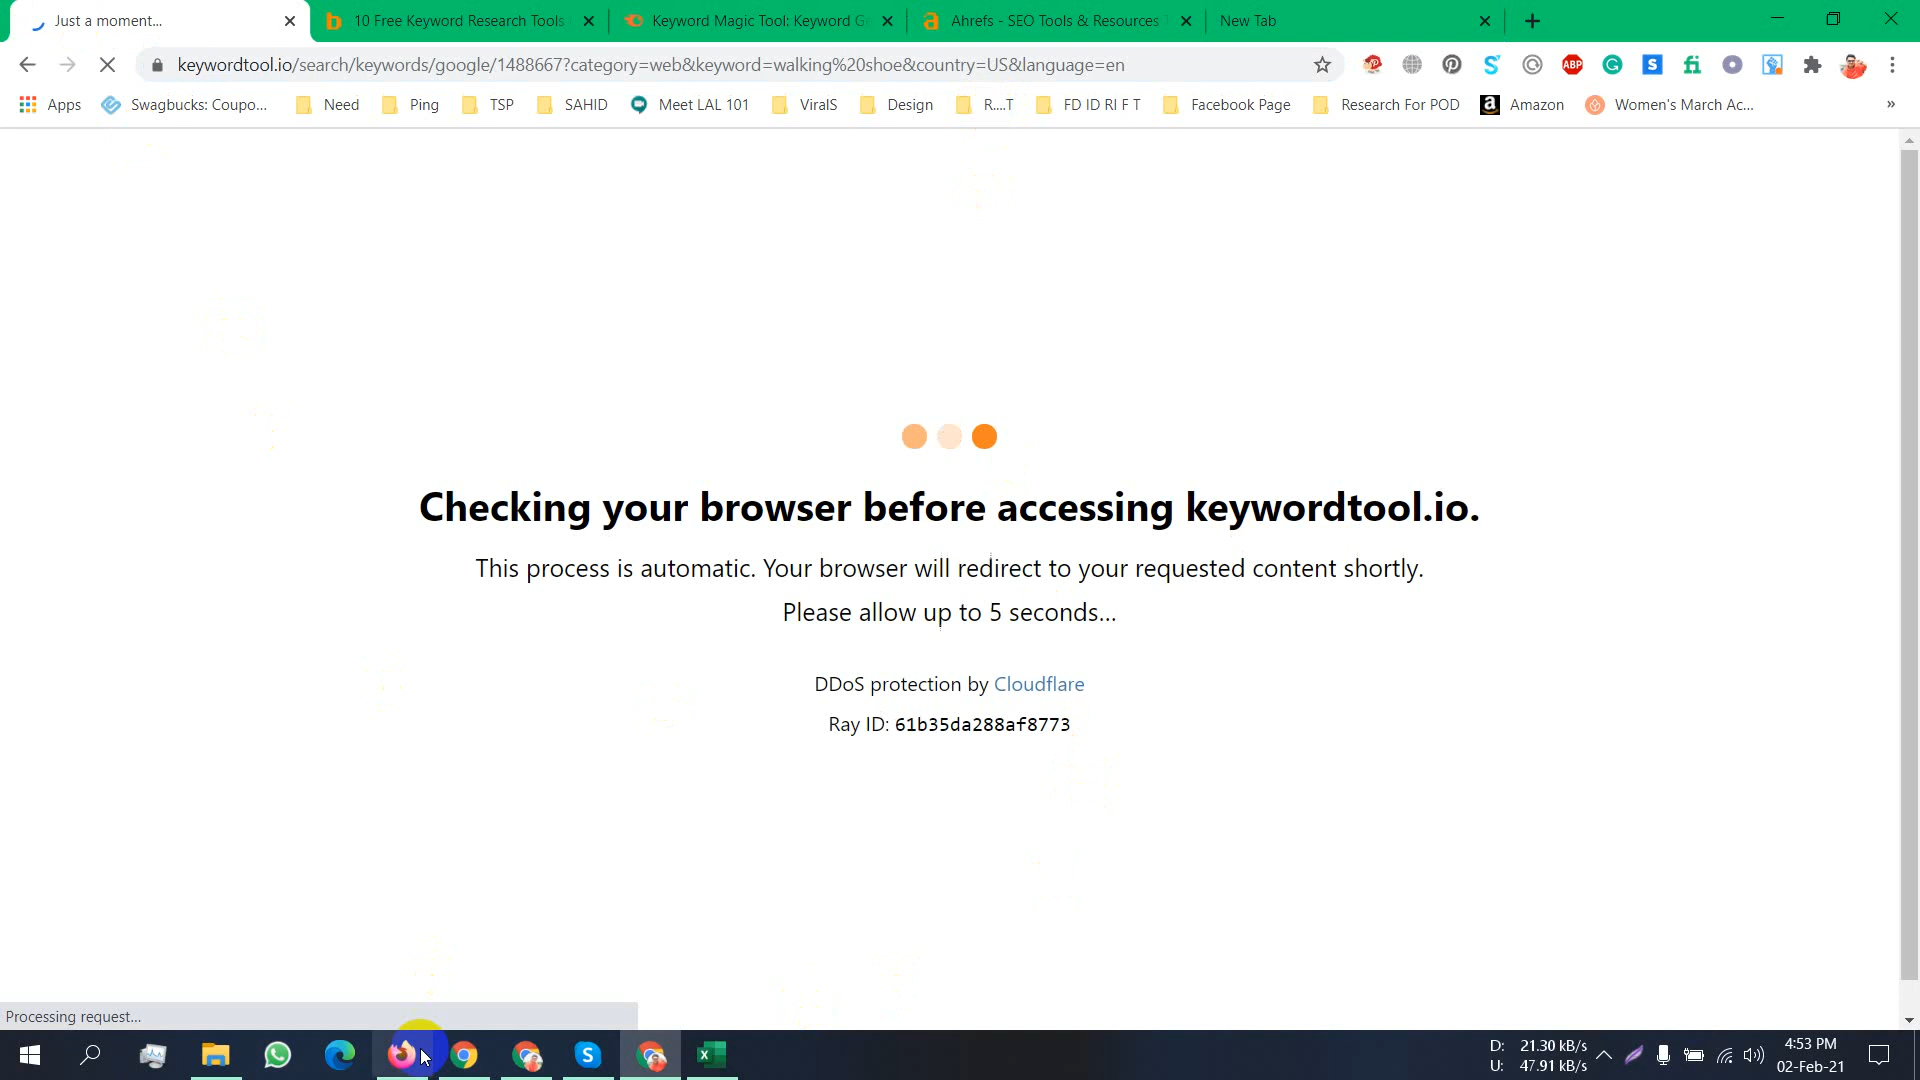 Just a moment...
10 Free Keyword Research Tools
Keyword Magic Tool: Keyword Ge
Ahrefs - SEO Tools & Resources
New Tab
keywordtool.io/search/keywords/google/1488667?category=web&keyword=walking%20shoe&country=US&language=en
ABP
Apps
Swagbucks: Coupo...
Need
Ping
TSP
SAHID
Meet LAL 101
ViralS
Design
R....T
FD ID RI F T
Facebook Page
Research For POD
Amazon
Women's March Ac...
»
Checking your browser before accessing keywordtool.io.
This process is automatic. Your browser will redirect to your requested content shortly.
Please allow up to 5 seconds...
DDoS protection by Cloudflare
Ray ID: 61b35da288af8773
Processing request...
D: 21.30 kB/s
U: 47.91 kB/s
4:53 PM
02-Feb-21